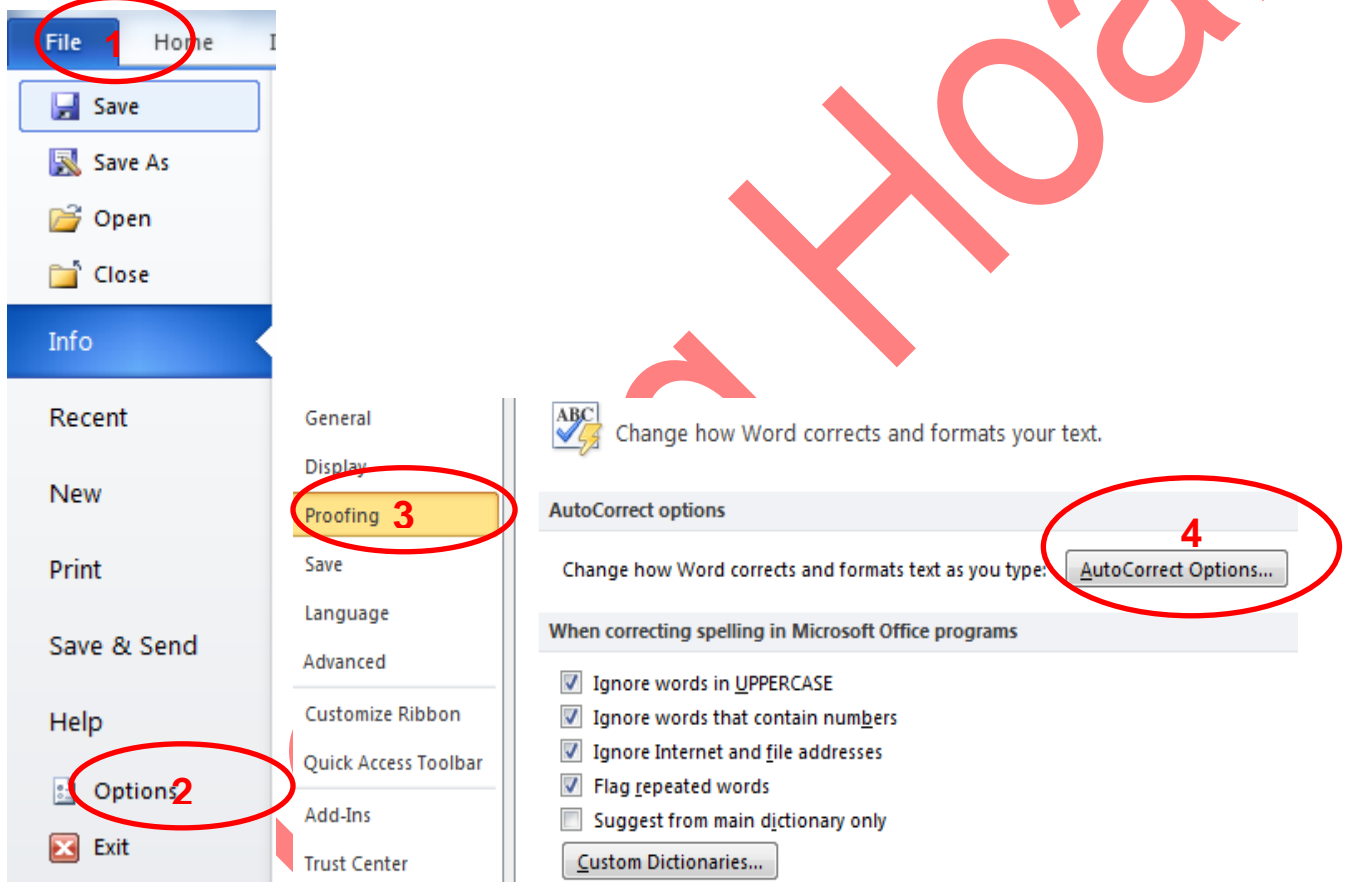 File 1 Home
Save
Save As
Open
Close
Info
Recent
New
Print
Save & Send
Help
Options 2
Exit
General
Display
Proofing 3
Save
Language
Advanced
Customize Ribbon
Quick Access Toolbar
Add-Ins
Trust Center
ABC
Change how Word corrects and formats your text.
AutoCorrect options
4
Change how Word corrects and formats text as you type: AutoCorrect Options...
When correcting spelling in Microsoft Office programs
Ignore words in UPPERCASE
Ignore words that contain numbers
Ignore Internet and file addresses
Flag repeated words
Suggest from main dictionary only
Custom Dictionaries...